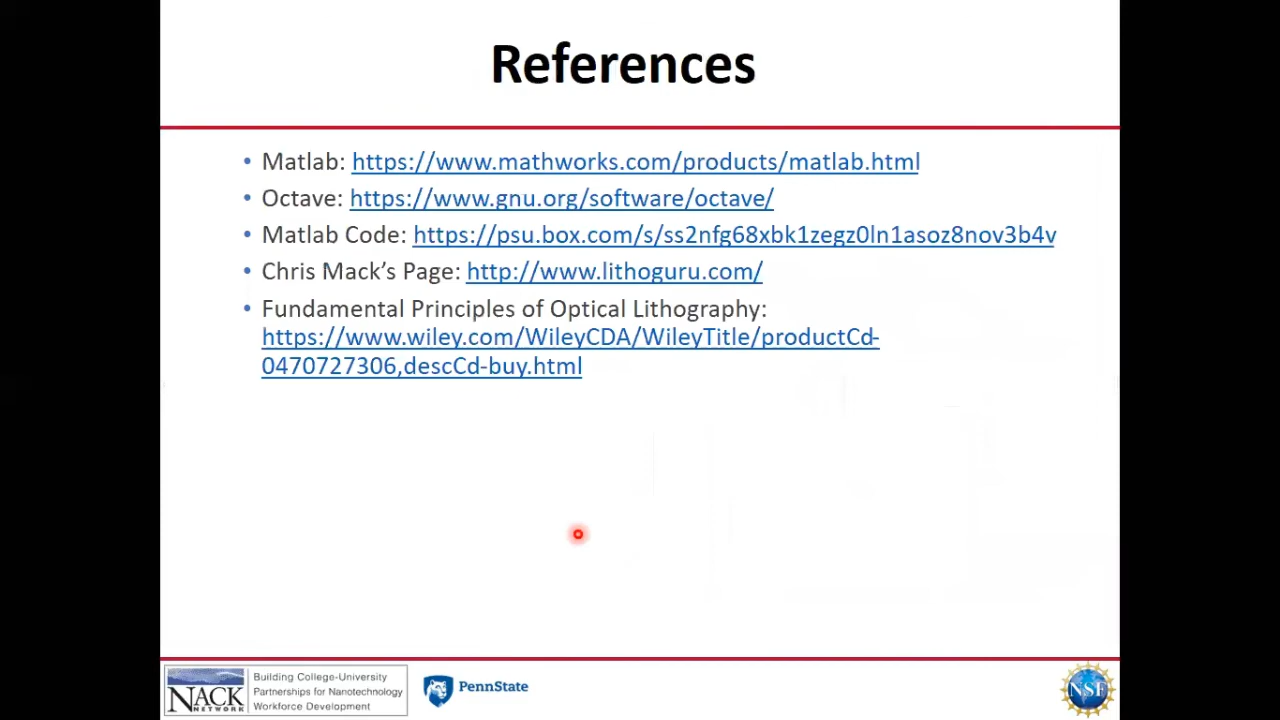 References
• Matlab: https://www.mathworks.com/products/matlab.html
• Octave: https://www.gnu.org/software/octave/
• Matlab Code: https://psu.box.com/s/ss2nfg68xbk1zegz0ln1asoz8nov3b4v
• Chris Mack’s Page: http://www.lithoguru.com/
• Fundamental Principles of Optical Lithography:
https://www.wiley.com/WileyCDA/WileyTitle/productCd-
0470727306,descCd-buy.html
NACK
NETWORK
Building College-University
Partnerships for Nanotechnology
Workforce Development
PennState
NSF